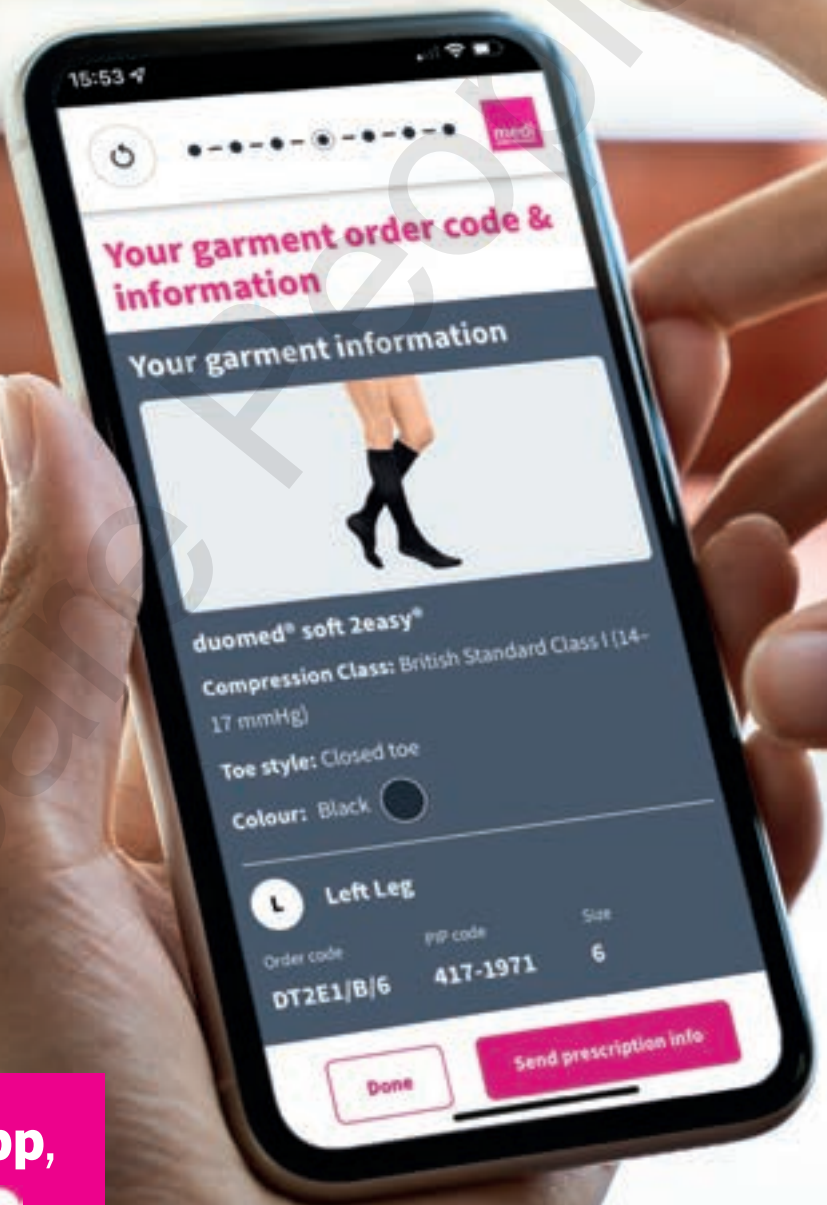 15:53
medi
Your garment order code &
information
Your garment information
duomed® soft 2easy®
Compression Class: British Standard Class I (14–
17 mmHg)
Toe style: Closed toe
Colour: Black
L Left Leg
Order code PIP code Size
DT2E1/B/6 417-1971 6
Done Send prescription info